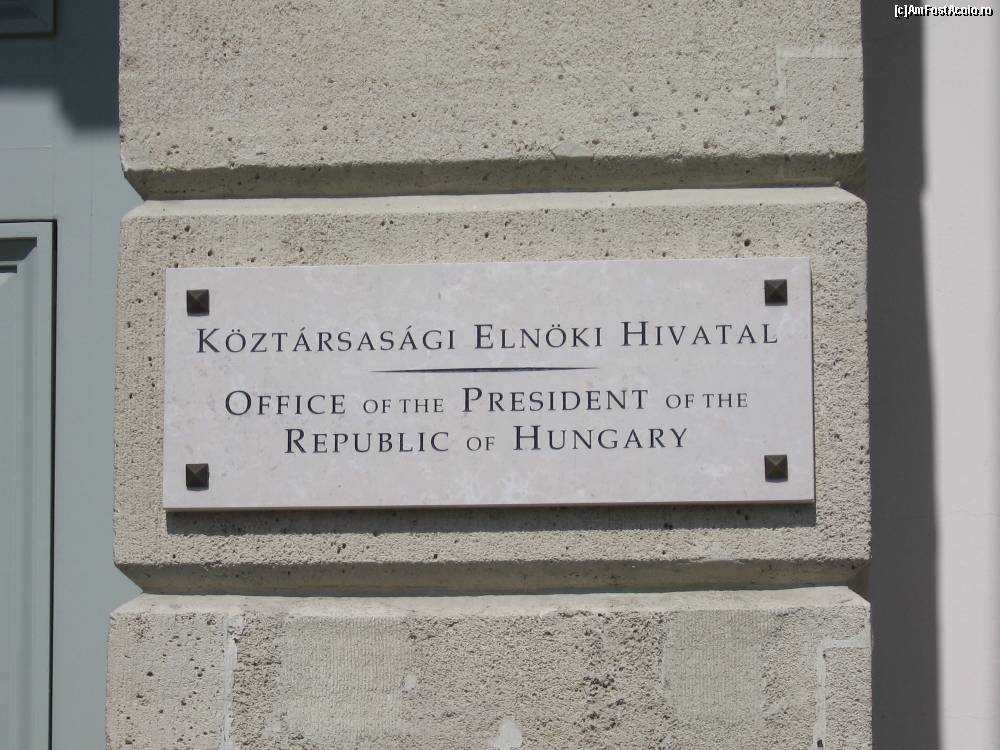 [c]AmFostAcolo.ro
KÖZTÁRSASÁGI ELNÖKI HIVATAL
OFFICE OF THE PRESIDENT OF THE
REPUBLIC OF HUNGARY